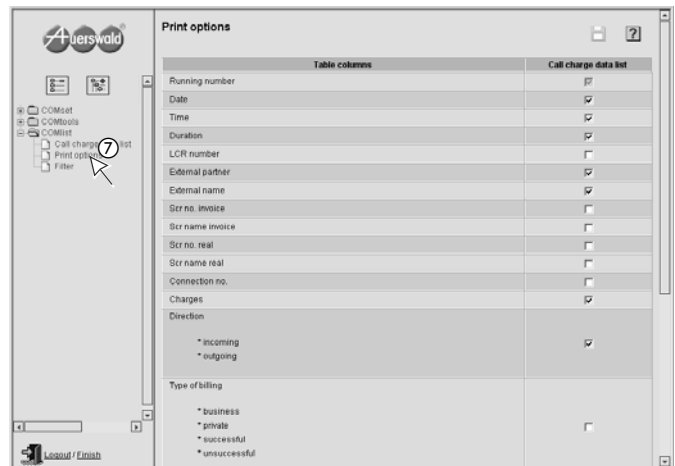 Auerswald
COMset
COMtools
COMlist
Call charge list
Print options
7
Filter
Logout / Finish
Print options
?
Table columns Call charge data list
Running number
Date
Time
Duration
LCR number
External partner
External name
Scr no. invoice
Scr name invoice
Scr no. real
Scr name real
Connection no.
Charges
Direction
* incoming
* outgoing
Type of billing
* business
* private
* successful
* unsuccessful